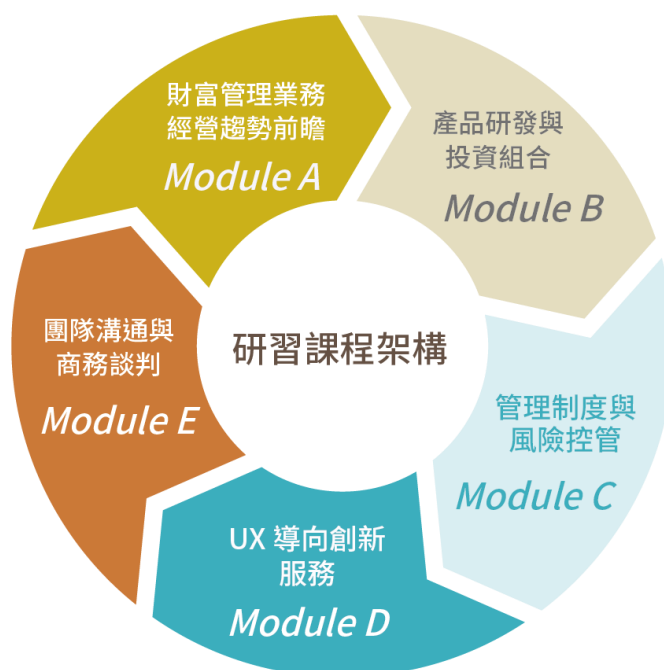 財富管理業務
經營趨勢前瞻
Module A
產品研發與
投資組合
Module B
研習課程架構
團隊溝通與
商務談判
Module E
管理制度與
風險控管
Module C
UX 導向創新
服務
Module D